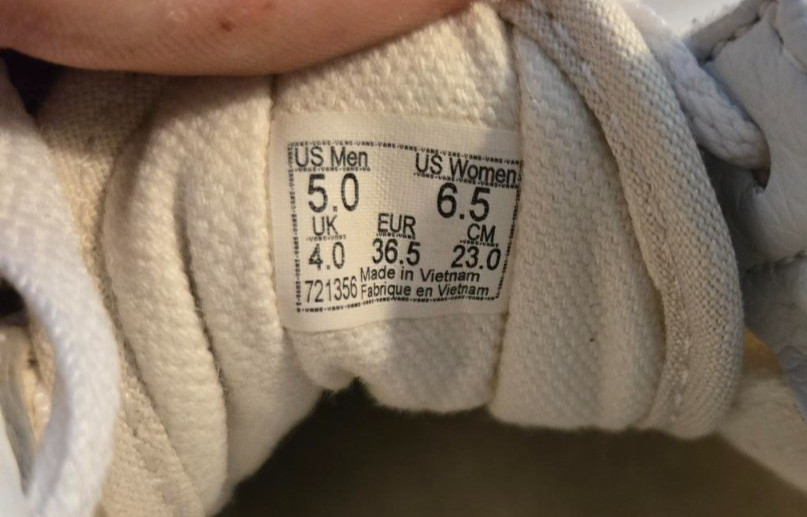 US Men US Women
5.0 6.5
UK EUR CM
4.0 36.5 23.0
Made in Vietnam
721356 Fabrique en Vietnam